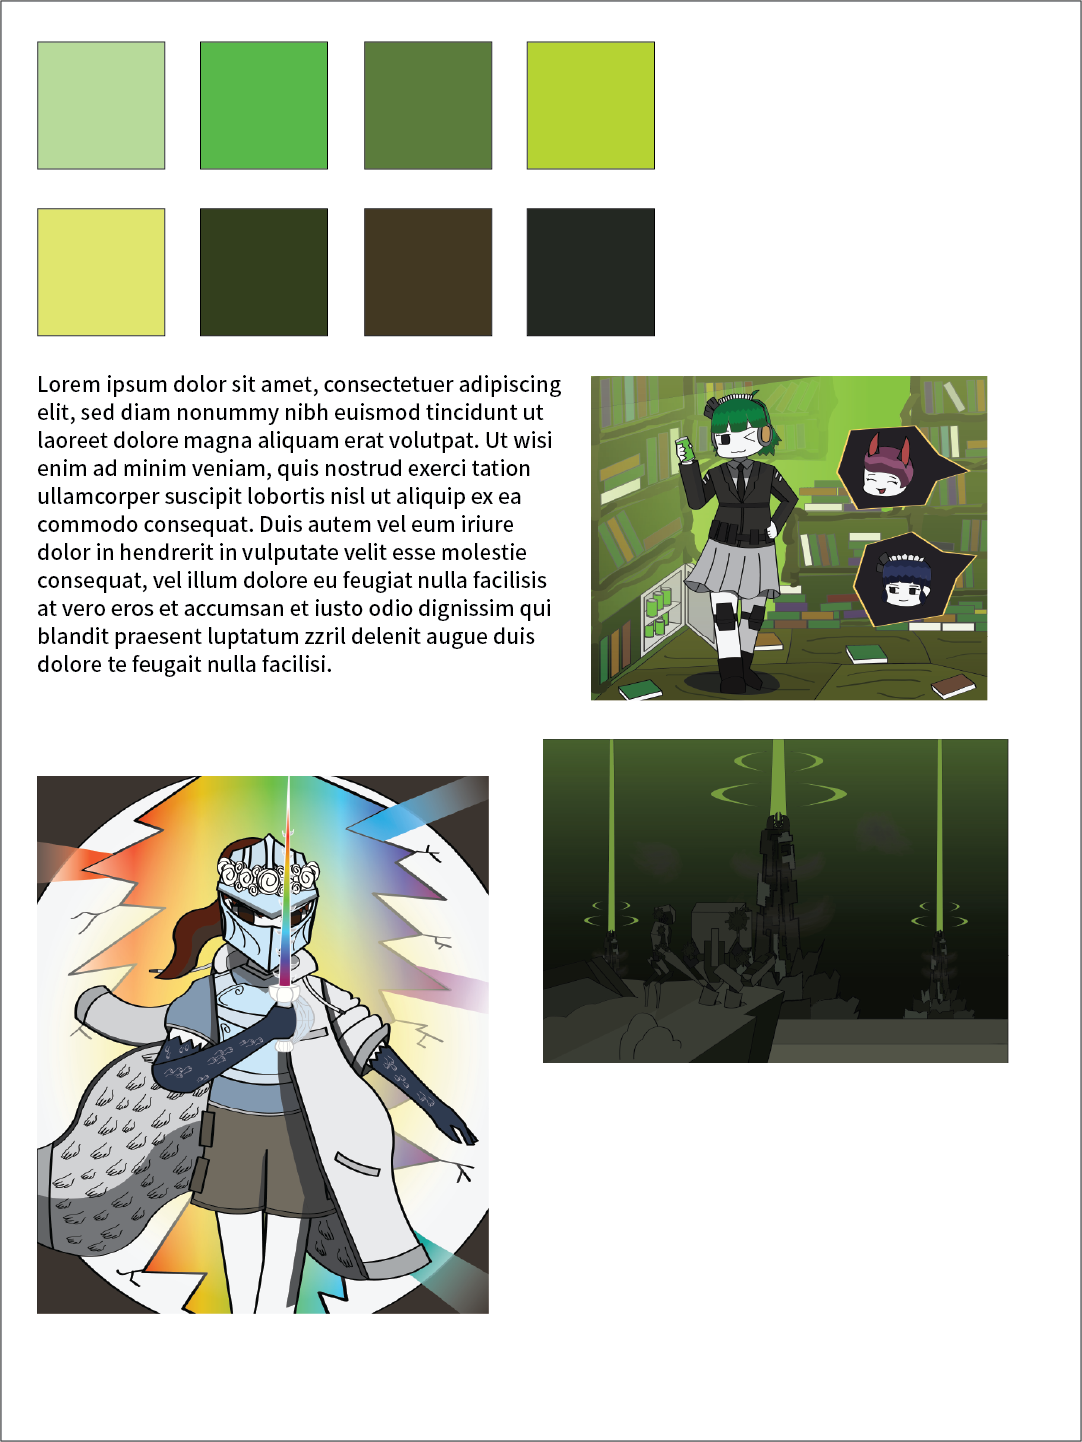 Lorem ipsum dolor sit amet, consectetuer adipiscing
elit, sed diam nonummy nibh euismod tincidunt ut
laoreet dolore magna aliquam erat volutpat. Ut wisi
enim ad minim veniam, quis nostrud exerci tation
ullamcorper suscipit lobortis nisl ut aliquip ex ea
commodo consequat. Duis autem vel eum iriure
dolor in hendrerit in vulputate velit esse molestie
consequat, vel illum dolore eu feugiat nulla facilisis
at vero eros et accumsan et iusto odio dignissim qui
blandit praesent luptatum zzril delenit augue duis
dolore te feugait nulla facilisi.